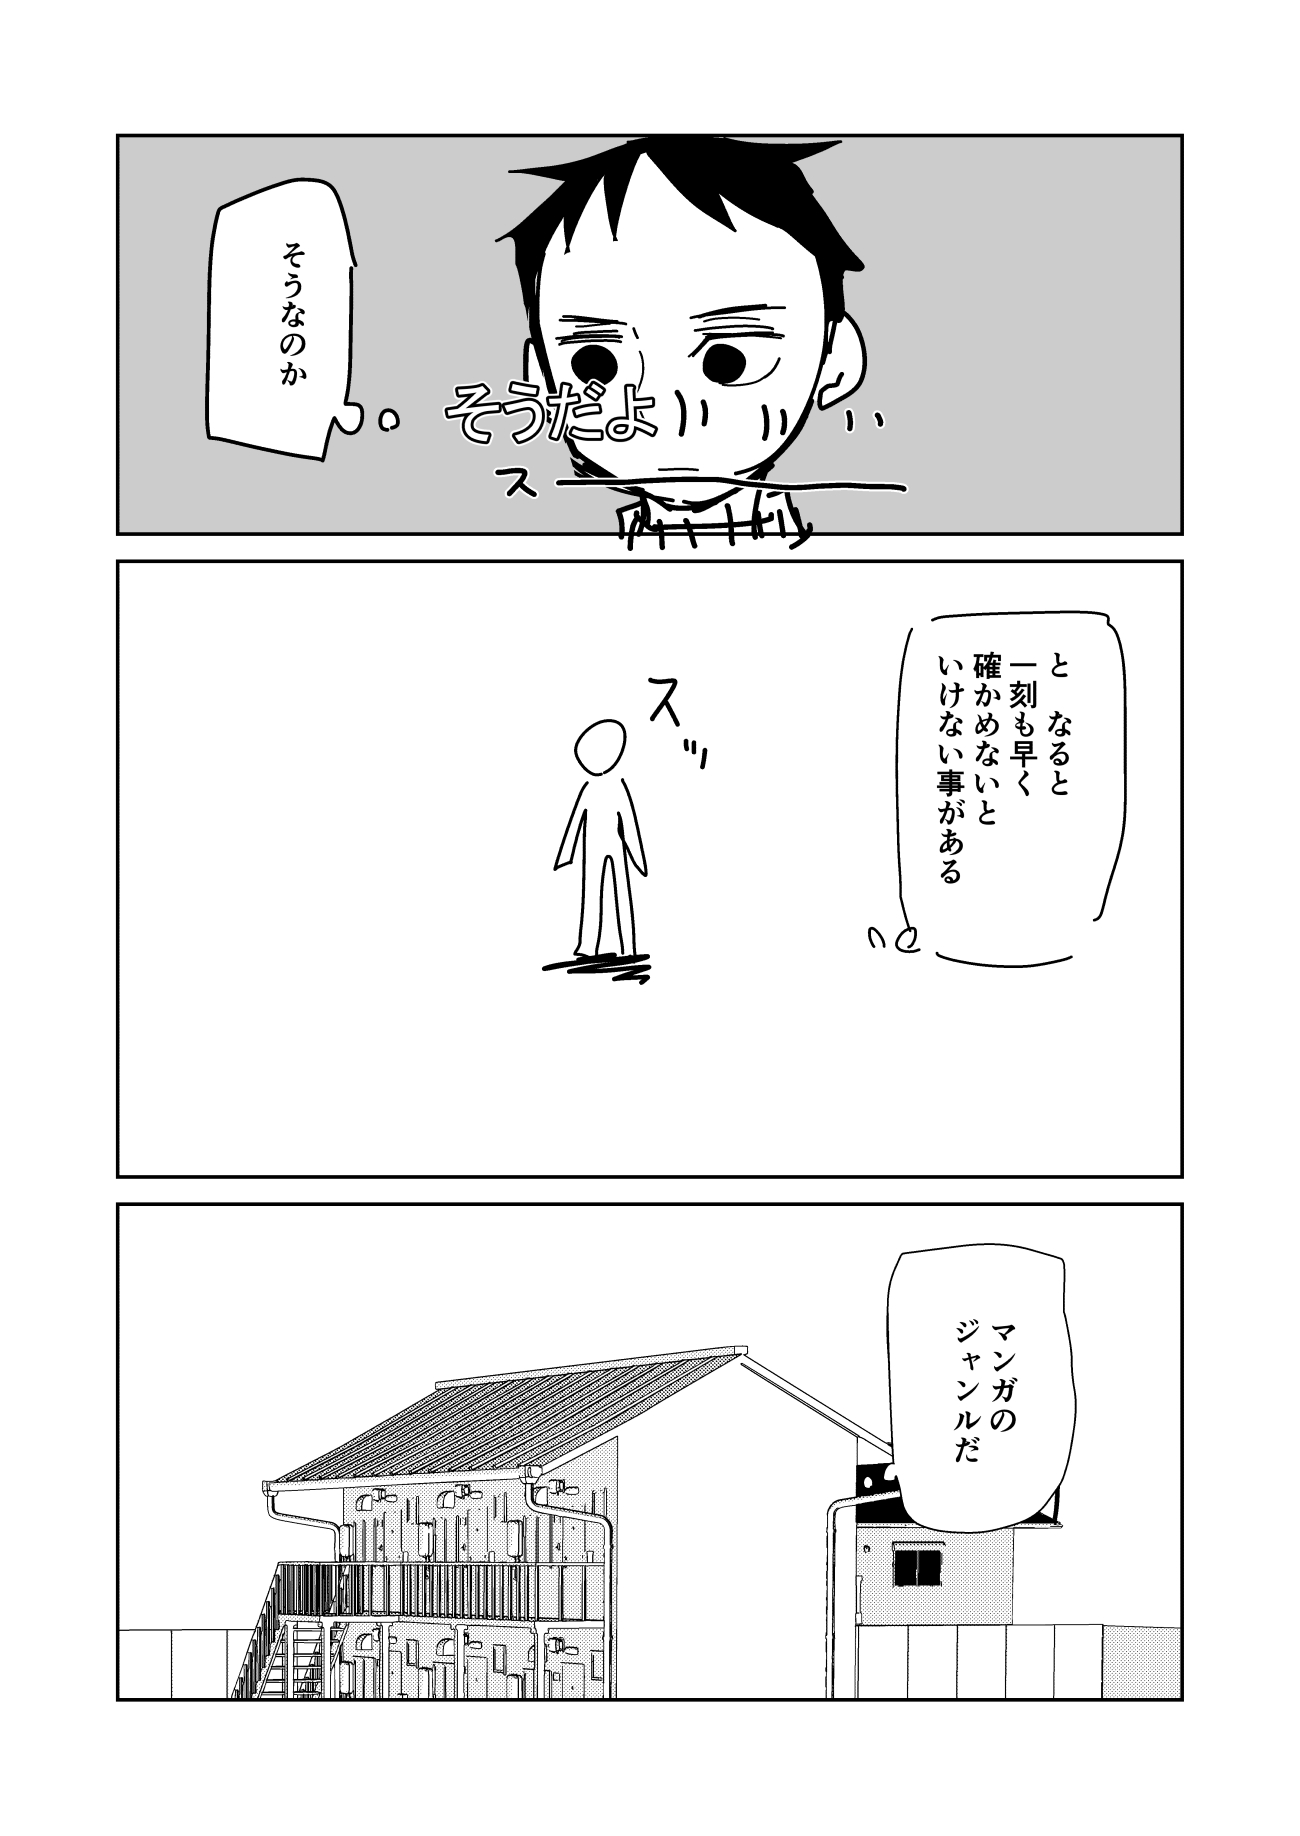 そうだよ
スー
そうなのか
と なると
一刻も早く
確かめないと
いけない事がある
スッ
マンガの
ジャンルだ